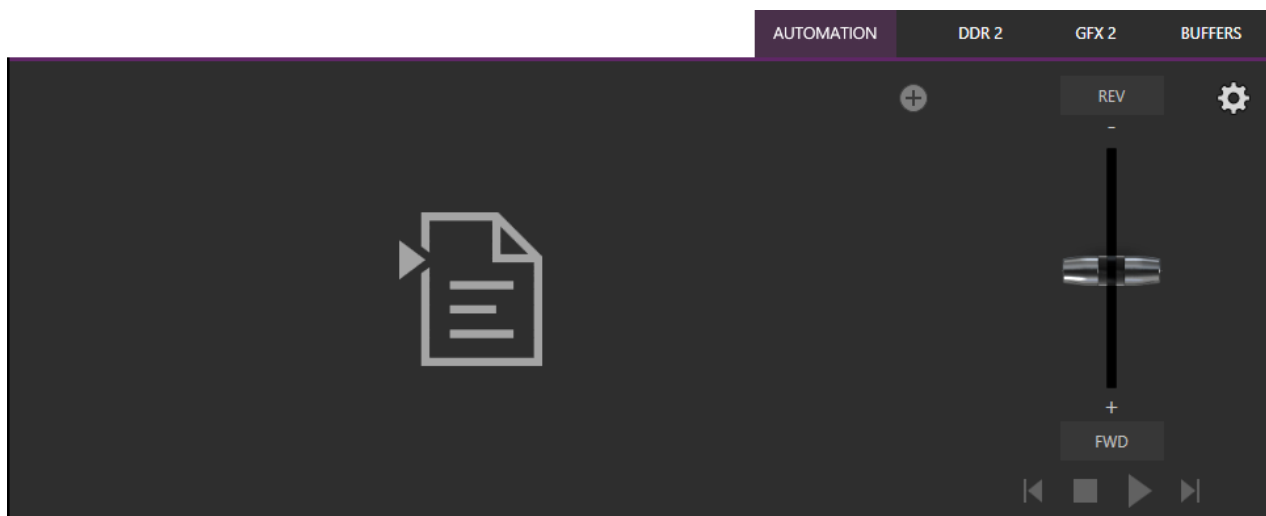 AUTOMATION DDR 2 GFX 2 BUFFERS
REV
-
+
FWD